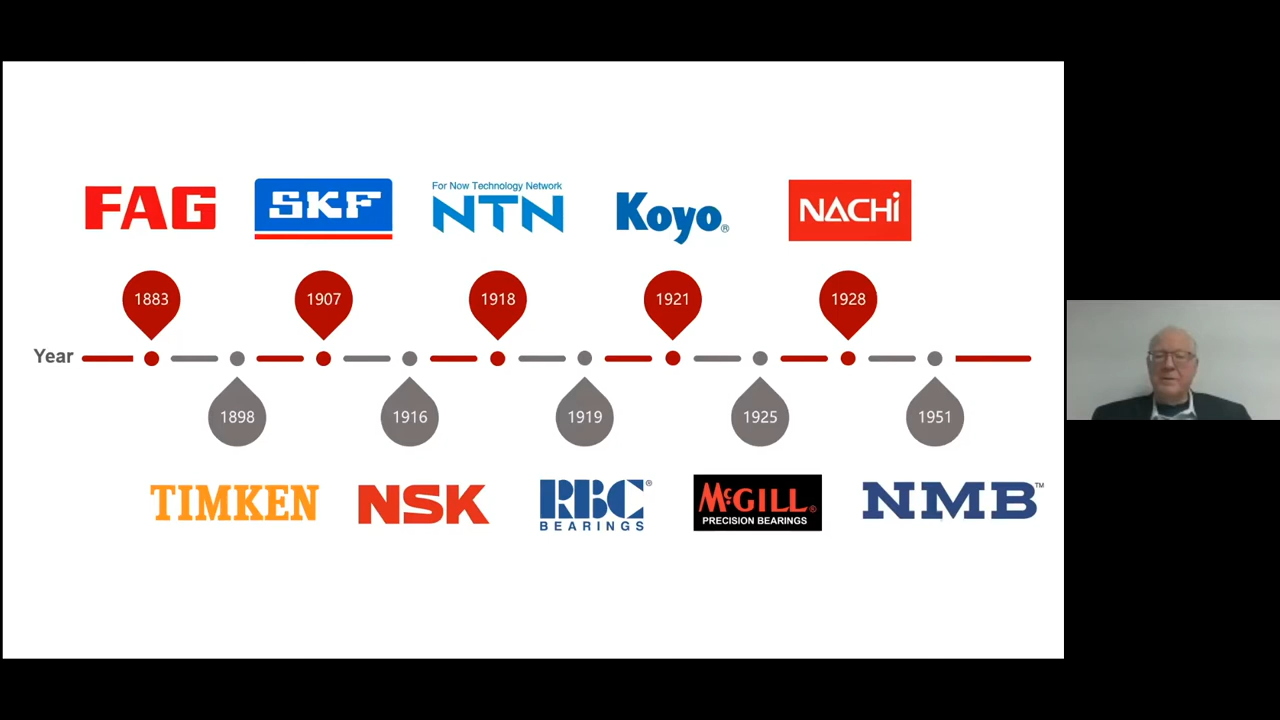 FAG
SKF
For Now Technology Network
NTN
Koyo®
NACHi
1883
1907
1918
1921
1928
Year
1898
1916
1919
1925
1951
TIMKEN
NSK
RBC®
BEARINGS
McGILL®
PRECISION BEARINGS
NMB™